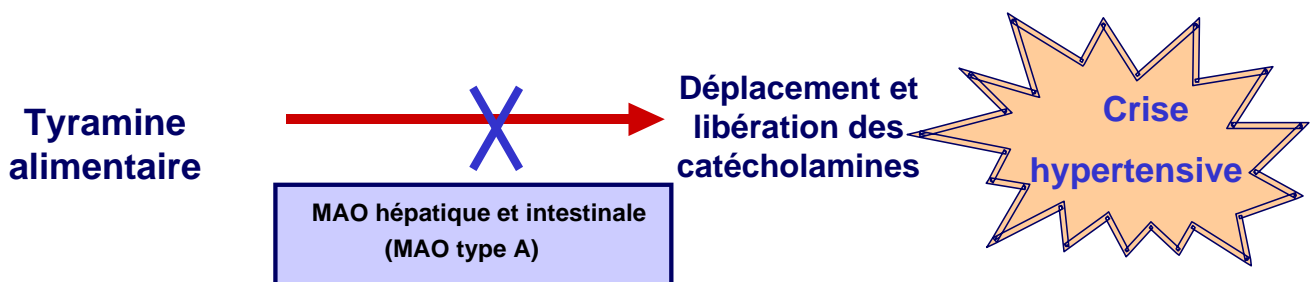 Tyramine
alimentaire
MAO hépatique et intestinale
(MAO type A)
Déplacement et
libération des
catécholamines
Crise
hypertensive